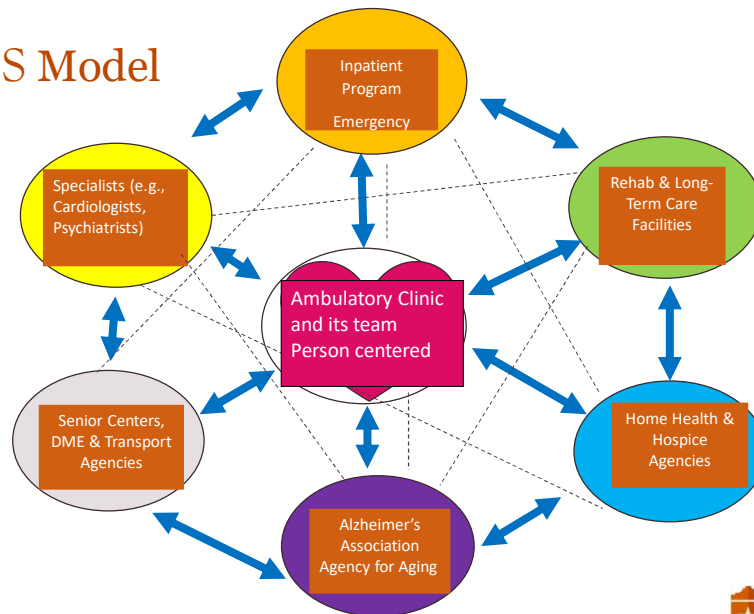 S Model
Inpatient
Program
Emergency
Specialists (e.g.,
Cardiologists,
Psychiatrists)
Rehab & Long-
Term Care
Facilities
Ambulatory Clinic
and its team
Person centered
Senior Centers,
DME & Transport
Agencies
Home Health &
Hospice
Agencies
Alzheimer’s
Association
Agency for Aging